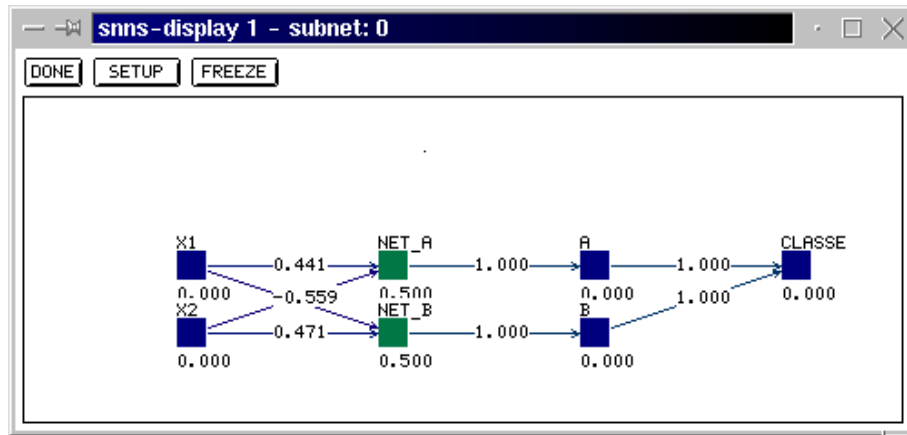 snns-display 1 - subnet: 0
DONE SETUP FREEZE
X1 NET_A A CLASSE
0.441 1.000 1.000
0.000 -0.559 0.500 0.000 1.000 0.000
X2 NET_B B
0.471 1.000
0.000 0.500 0.000